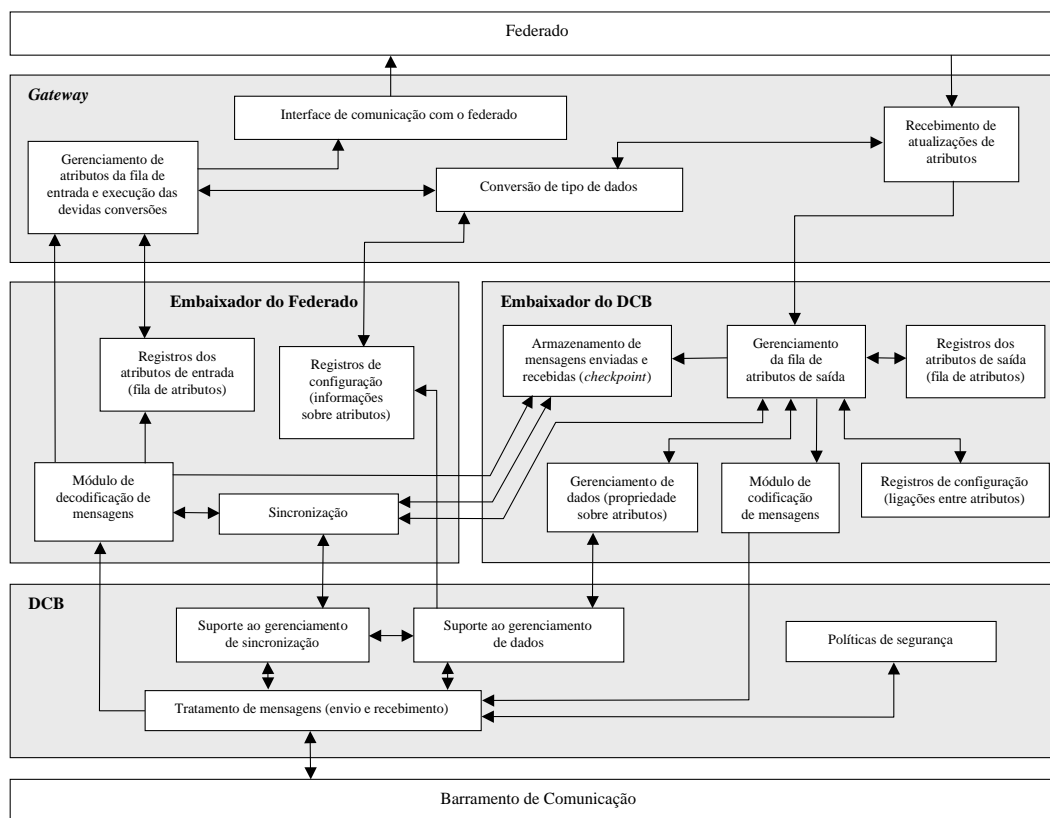 Federado
Gateway
Interface de comunicação com o federado
Recebimento de
atualizações de
atributos
Gerenciamento de
atributos da fila de
entrada e execução das
devidas conversões
Conversão de tipo de dados
Embaixador do Federado
Embaixador do DCB
Registros dos
atributos de entrada
(fila de atributos)
Registros de
configuração
(informações
sobre atributos)
Armazenamento de
mensagens enviadas e
recebidas (checkpoint)
Gerenciamento
da fila de
atributos de saída
Registros dos
atributos de saída
(fila de atributos)
Módulo de
decodificação de
mensagens
Sincronização
Gerenciamento de
dados (propriedade
sobre atributos)
Módulo de
codificação
de mensagens
Registros de configuração
(ligações entre atributos)
DCB
Suporte ao gerenciamento
de sincronização
Suporte ao gerenciamento
de dados
Políticas de segurança
Tratamento de mensagens (envio e recebimento)
Barramento de Comunicação